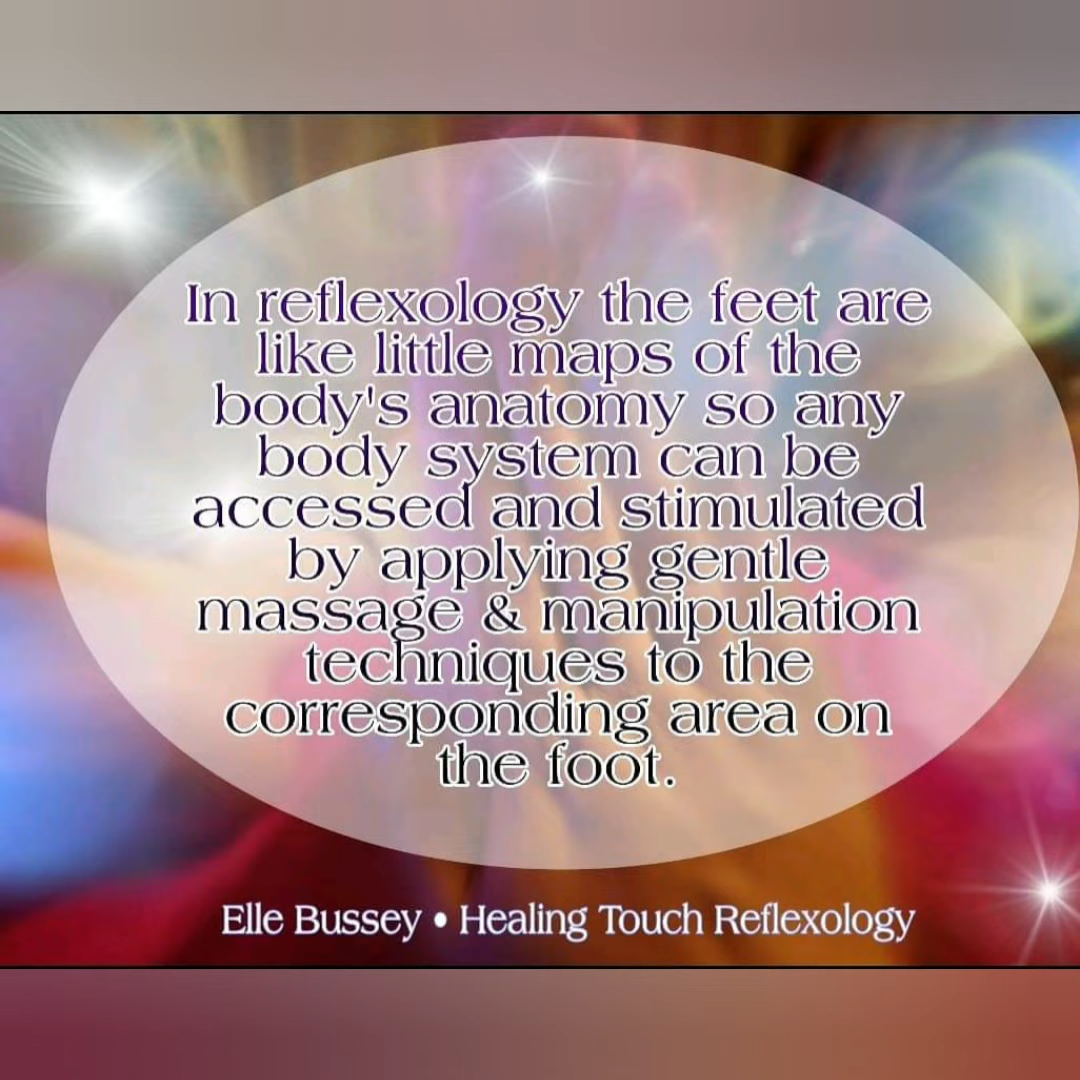 In reflexology the feet are
like little maps of the
body's anatomy so any
body system can be
accessed and stimulated
by applying gentle
massage & manipulation
techniques to the
corresponding area on
the foot.
Elle Bussey • Healing Touch Reflexology